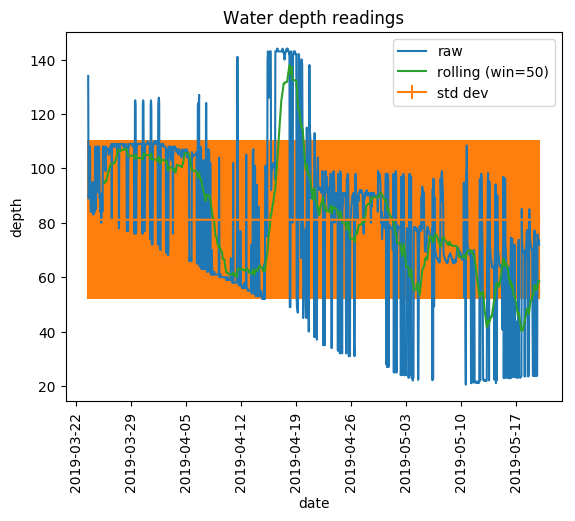 Water depth readings
raw
rolling (win=50)
std dev
depth
140
120
100
80
60
40
20
2019-03-22
2019-03-29
2019-04-05
2019-04-12
2019-04-19
2019-04-26
2019-05-03
2019-05-10
2019-05-17
date